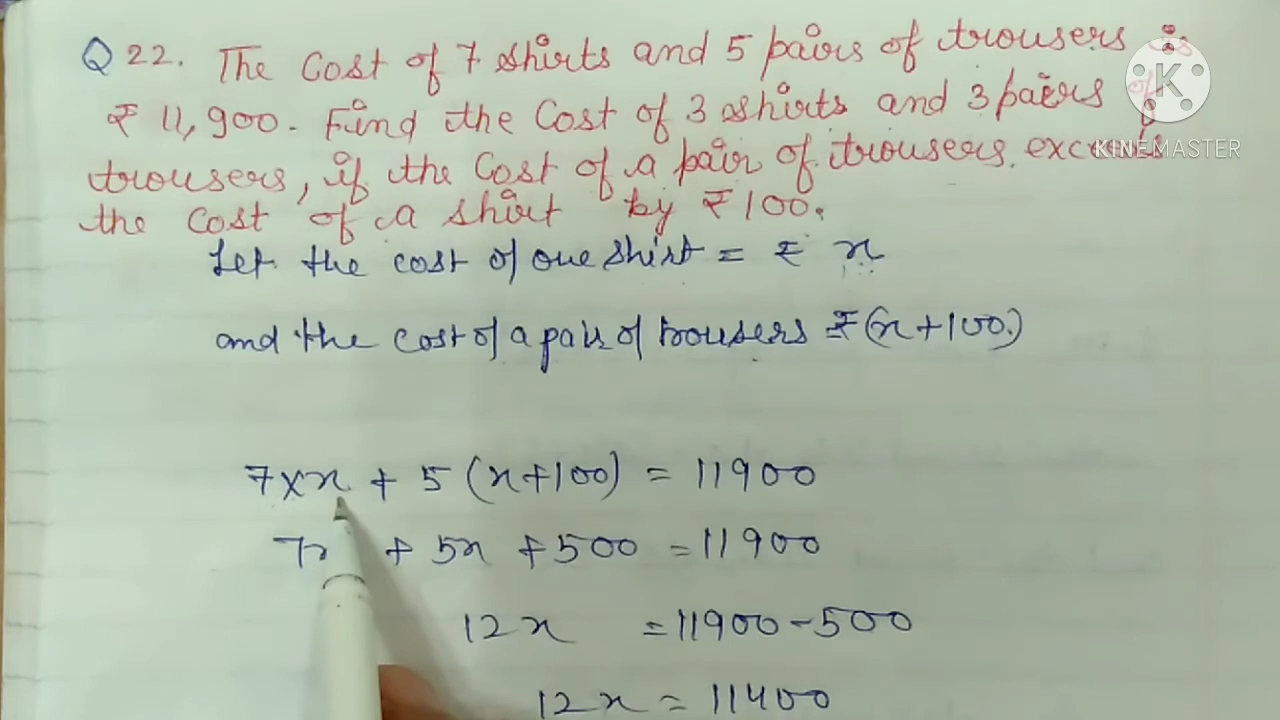 Q 22. The Cost of 7 shirts and 5 pairs of trousers is
₹ 11,900. Find the Cost of 3 shirts and 3 pairs of
trousers, if the Cost of a pair of trousers exceeds
the cost of a shirt by ₹ 100.
K
KINEMASTER
Let the cost of one shirt = ₹ x
and the cost of a pair of trousers = ₹ (x+100)
7×x + 5 (x+100) = 11900
7x + 5x + 500 = 11900
12x = 11900 - 500
12x = 11400